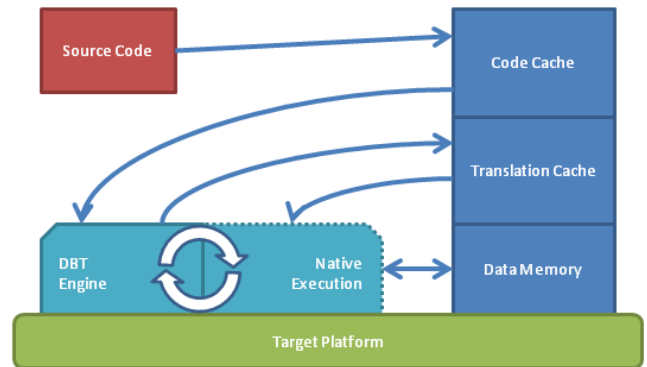 Source Code
Code Cache
Translation Cache
DBT
Engine
Native
Execution
Data Memory
Target Platform